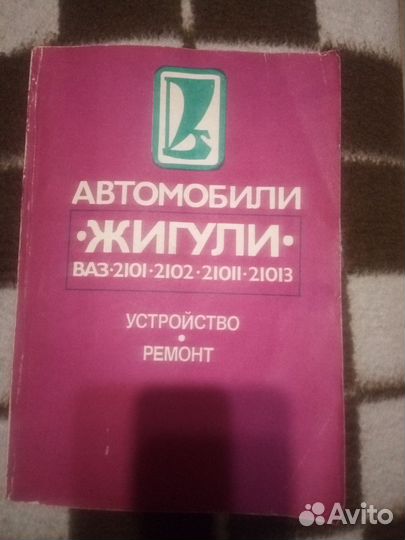 АВТОМОБИЛИ
·ЖИГУЛИ·
ВАЗ·2101·2102·21011·21013
УСТРОЙСТВО
·
РЕМОНТ
Avito